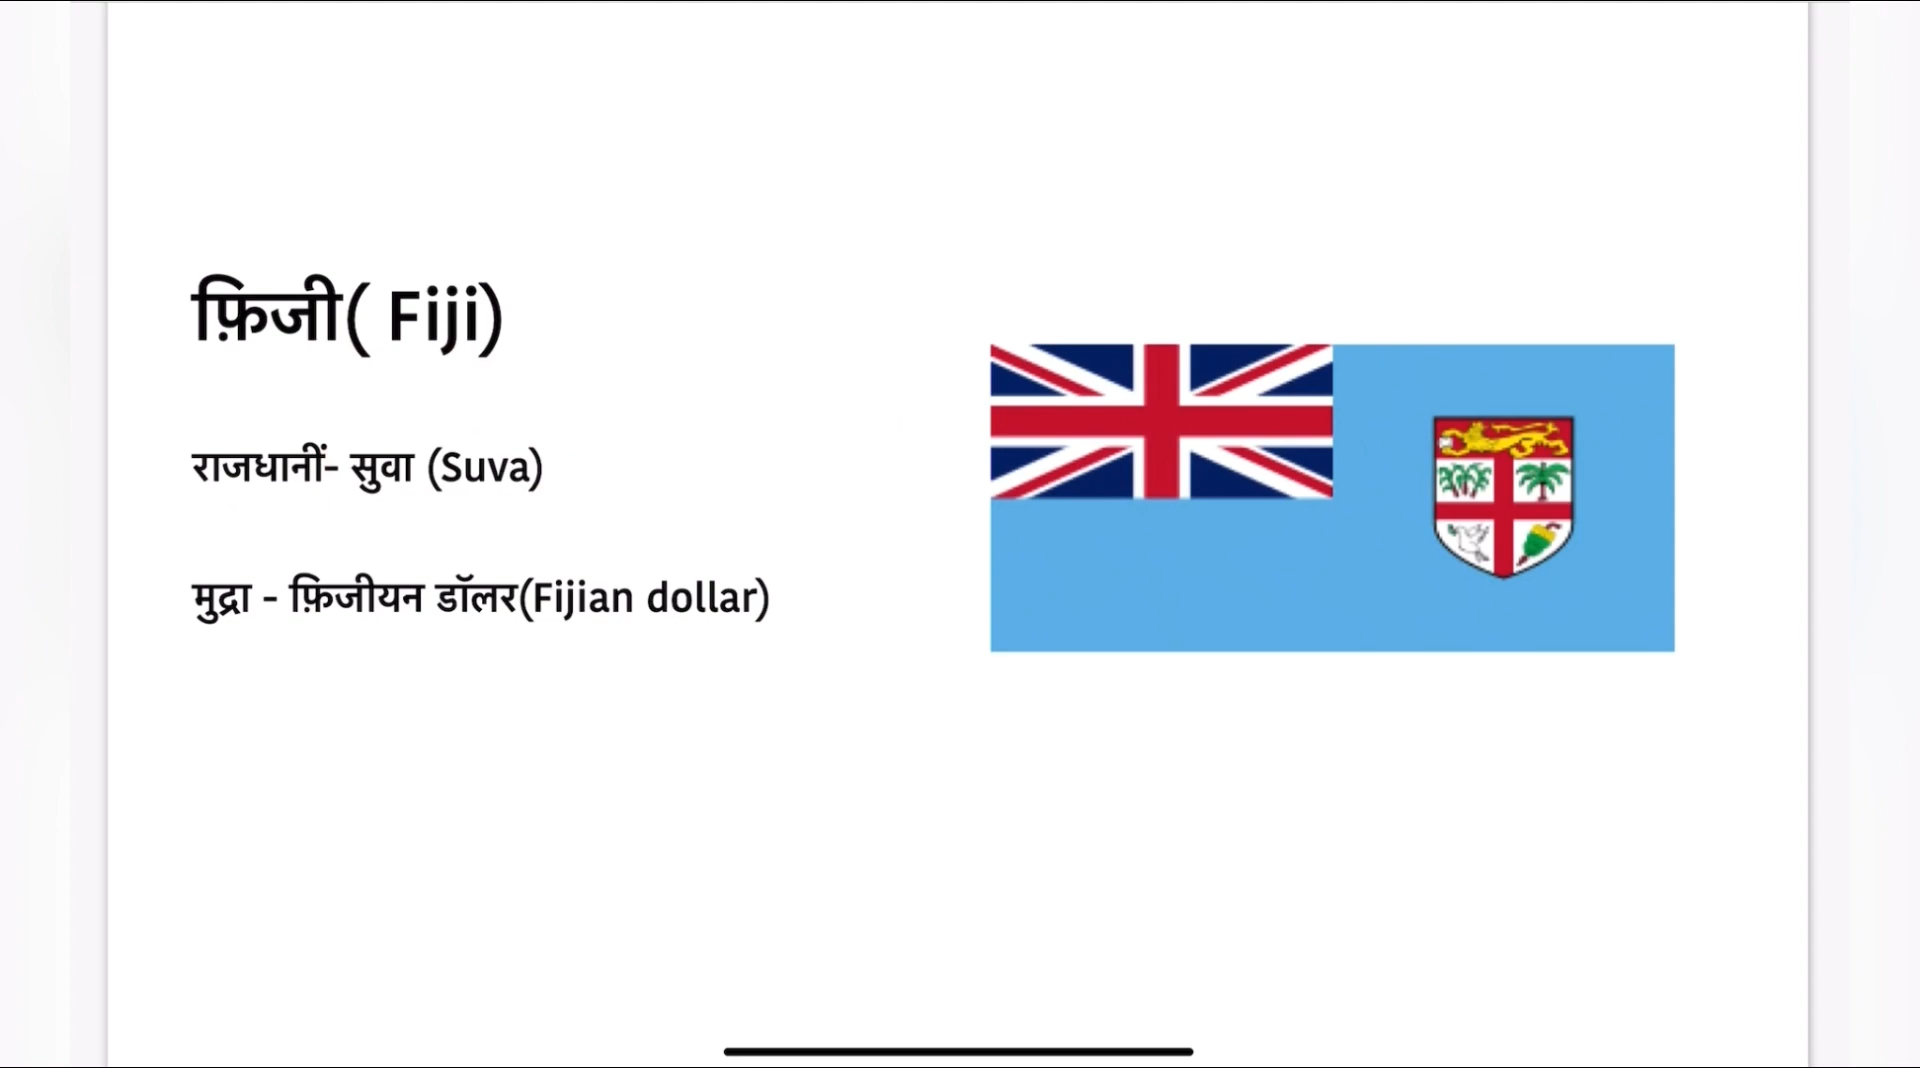 फ़िजी( Fiji)
राजधानीं- सुवा (Suva)
मुद्रा - फ़िजीयन डॉलर(Fijian dollar)